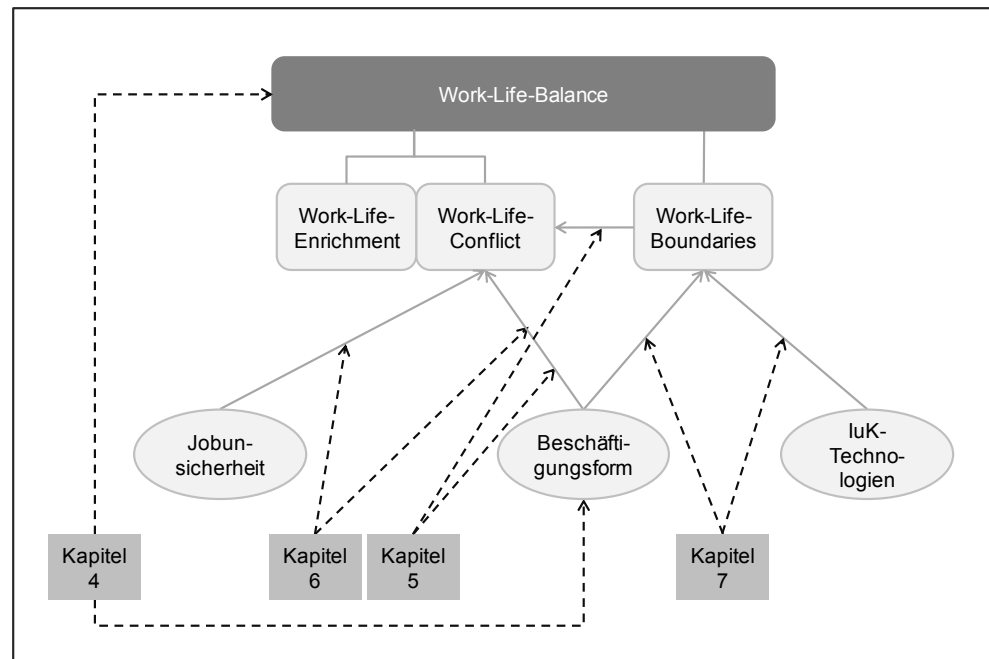 Work-Life-Balance
Work-Life-
Enrichment
Work-Life-
Conflict
Work-Life-
Boundaries
Jobun-
sicherheit
Beschäfti-
gungsform
IuK-
Techno-
logien
Kapitel
4
Kapitel
6
Kapitel
5
Kapitel
7